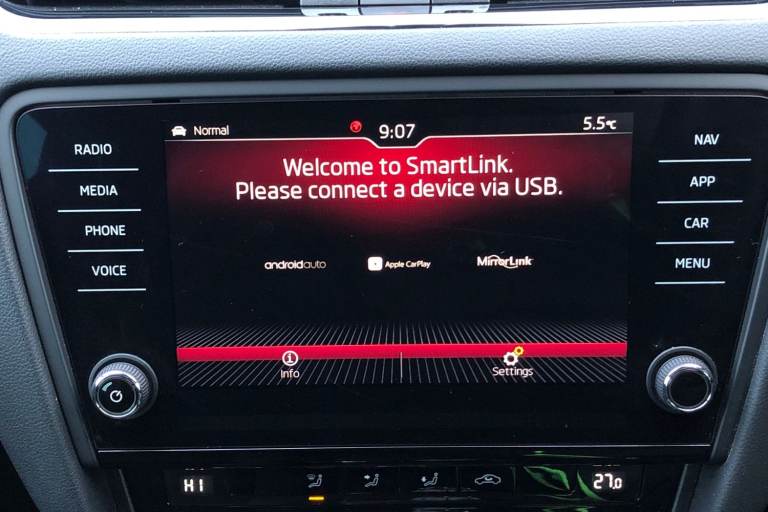 Normal
9:07
5.5°C
RADIO
MEDIA
PHONE
VOICE
Welcome to SmartLink.
Please connect a device via USB.
androidauto
Apple CarPlay
MirrorLink
Info
Settings
NAV
APP
CAR
MENU
HI
27.0